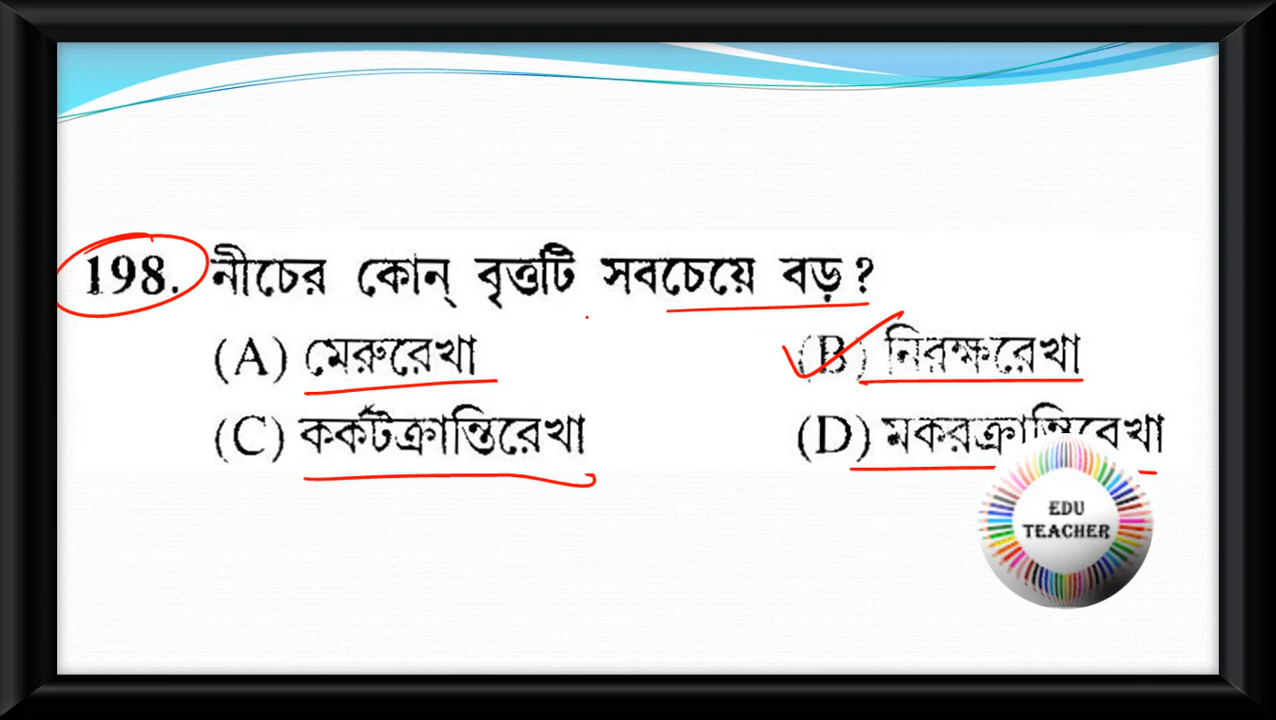 198. নীচের কোন্ বৃত্তটি সবচেয়ে বড়?
(A) মেরুরেখা (B) নিরক্ষরেখা
(C) কর্কটক্রান্তিরেখা (D) মকরক্রান্তিরেখা
EDU
TEACHER